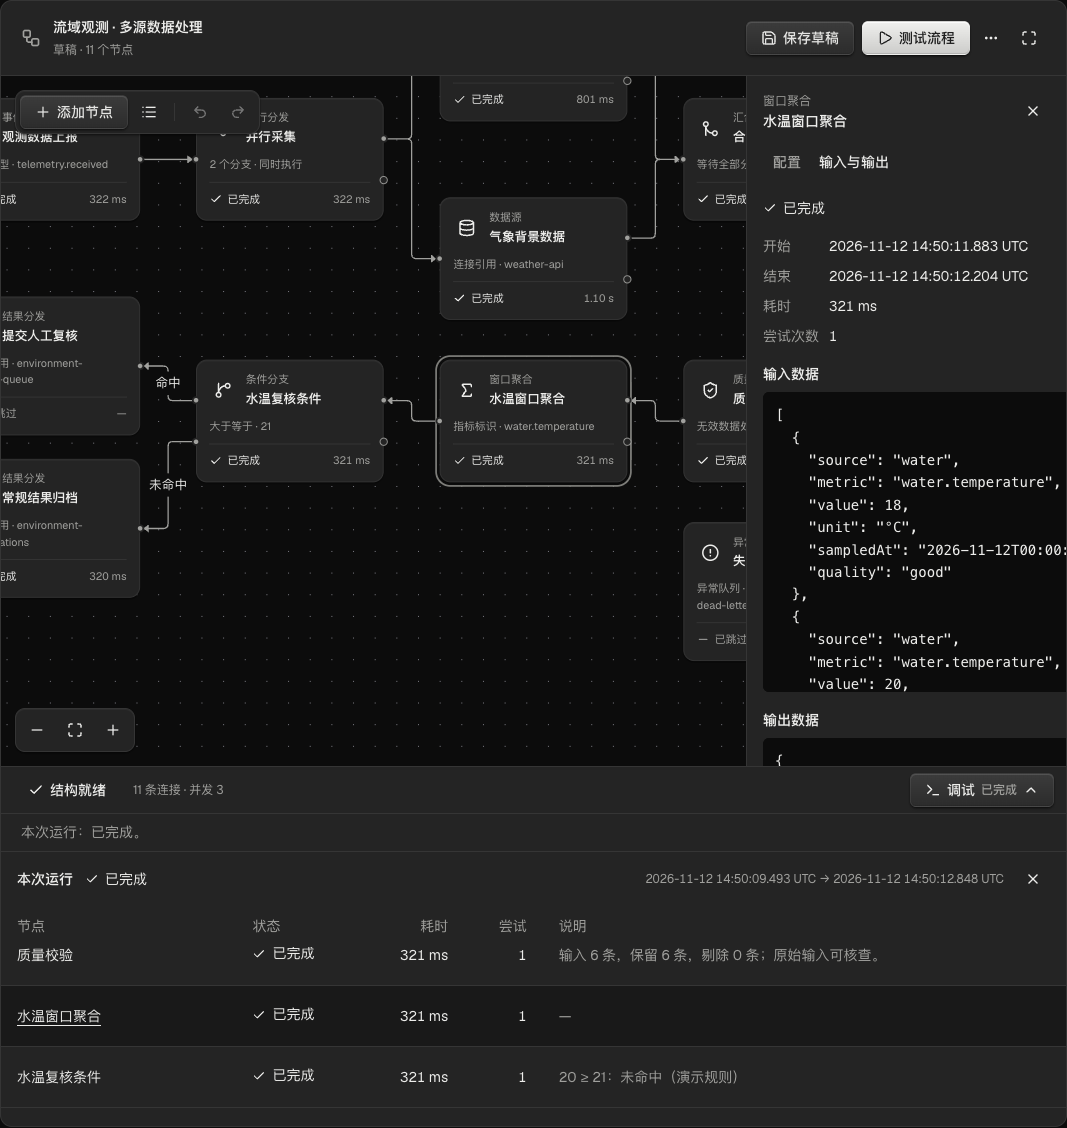 流域观测 · 多源数据处理
草稿 · 11 个节点
保存草稿
测试流程
添加节点
观测数据上报
· telemetry.received
322 ms
行分发
并行采集
2 个分支 · 同时执行
已完成
322 ms
已完成
801 ms
数据源
气象背景数据
连接引用 · weather-api
已完成
1.10 s
等待全部分
已完成
结果分发
提交人工复核
· environment-
-queue
跳过
—
命中
未命中
结果分发
常规结果归档
· environment-
320 ms
条件分支
水温复核条件
大于等于 · 21
已完成
321 ms
窗口聚合
水温窗口聚合
指标标识 · water.temperature
已完成
321 ms
无效数据
已完成
异常队列 ·
dead-lette
已跳过
窗口聚合
水温窗口聚合
配置
输入与输出
已完成
开始 2026-11-12 14:50:11.883 UTC
结束 2026-11-12 14:50:12.204 UTC
耗时 321 ms
尝试次数 1
输入数据
[
{
"source": "water",
"metric": "water.temperature",
"value": 18,
"unit": "°C",
"sampledAt": "2026-11-12T00:00:
"quality": "good"
},
{
"source": "water",
"metric": "water.temperature",
"value": 20,
输出数据
{
结构就绪
11 条连接 · 并发 3
调试 已完成
本次运行：已完成。
本次运行 已完成
2026-11-12 14:50:09.493 UTC → 2026-11-12 14:50:12.848 UTC
节点 状态 耗时 尝试 说明
质量校验 已完成 321 ms 1 输入 6 条，保留 6 条，剔除 0 条；原始输入可核查。
水温窗口聚合 已完成 321 ms 1 —
水温复核条件 已完成 321 ms 1 20 ≥ 21：未命中（演示规则）